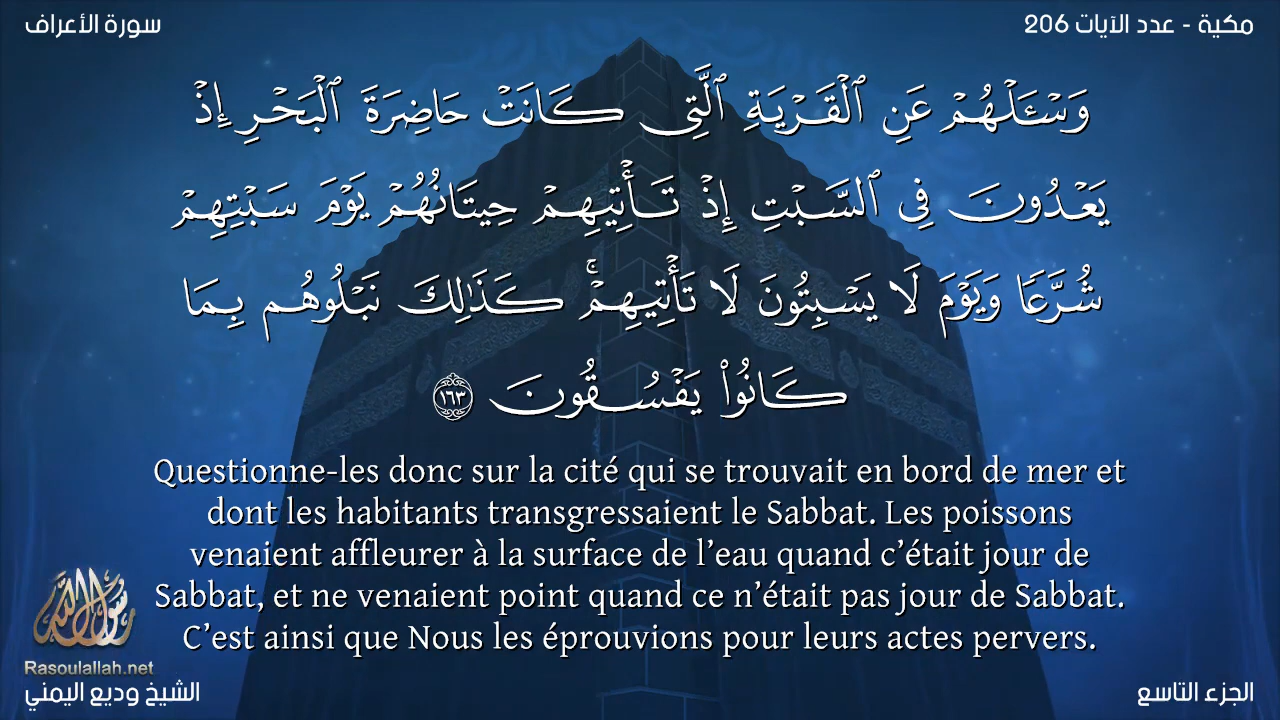 سورة الأعراف
مكية - عدد الآيات 206
وَسْـَٔلْهُمْ عَنِ ٱلْقَرْيَةِ ٱلَّتِى كَانَتْ حَاضِرَةَ ٱلْبَحْرِ إِذْ
يَعْدُونَ فِى ٱلسَّبْتِ إِذْ تَأْتِيهِمْ حِيتَانُهُمْ يَوْمَ سَبْتِهِمْ
شُرَّعًا وَيَوْمَ لَا يَسْبِتُونَ لَا تَأْتِيهِمْ ۚ كَذَٰلِكَ نَبْلُوهُم بِمَا
كَانُوا۟ يَفْسُقُونَ ١٦٣
Questionne-les donc sur la cité qui se trouvait en bord de mer et
dont les habitants transgressaient le Sabbat. Les poissons
venaient affleurer à la surface de l’eau quand c’était jour de
Sabbat, et ne venaient point quand ce n’était pas jour de Sabbat.
C’est ainsi que Nous les éprouvions pour leurs actes pervers.
رسول الله
Rasoulallah.net
الشيخ وديع اليمني
الجزء التاسع